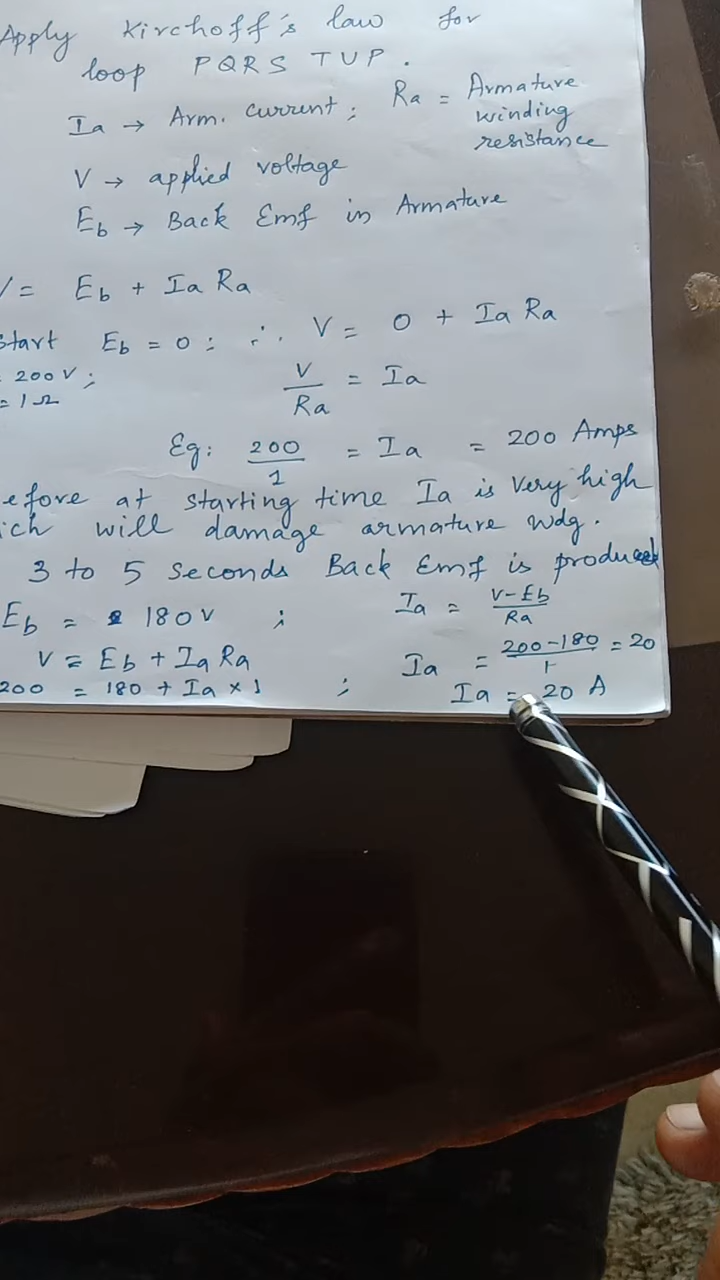 Apply Kirchoff's law for
loop PQRS TUP.
Ia → Arm. current; Ra = Armature winding resistance
V → applied voltage
Eb → Back Emf in Armature
V = Eb + Ia Ra
start Eb = 0; ∴ V = 0 + Ia Ra
= 200 V;
= 1 Ω
V/Ra = Ia
Eg: 200/1 = Ia = 200 Amps
efore at starting time Ia is very high
ich will damage armature wdg.
3 to 5 seconds Back Emf is produced
Eb = 180 V ; Ia = V-Eb/Ra
V = Eb + Ia Ra Ia = 200-180/1 = 20
200 = 180 + Ia × 1 ; Ia = 20 A